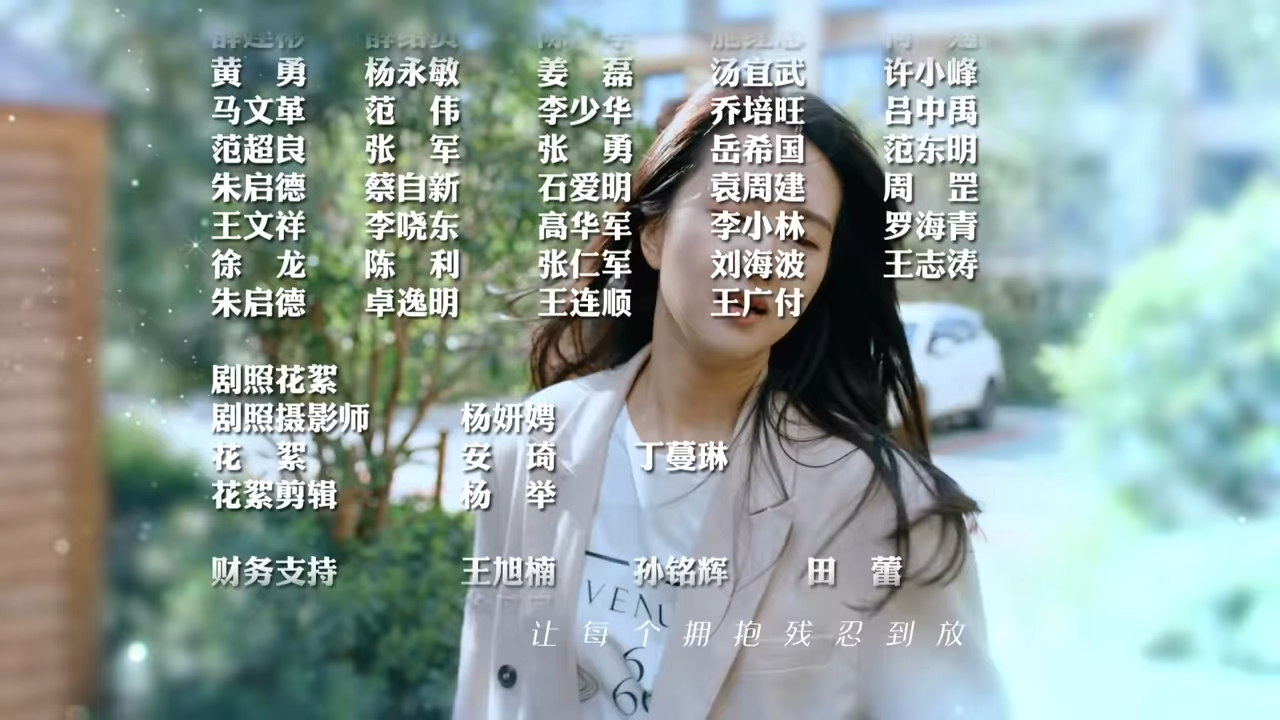 黄 勇 杨永敏 姜 磊 汤宜武 许小峰
马文革 范 伟 李少华 乔培旺 吕中禹
范超良 张 军 张 勇 岳希国 范东明
朱启德 蔡自新 石爱明 袁周建 周 罡
王文祥 李晓东 高华军 李小林 罗海青
徐 龙 陈 利 张仁军 刘海波 王志涛
朱启德 卓逸明 王连顺 王广付
剧照花絮
剧照摄影师 杨妍娉
花 絮 安 琦 丁蔓琳
花絮剪辑 杨 举
财务支持 王旭楠 孙铭辉 田 蕾
让每个拥抱残忍到放